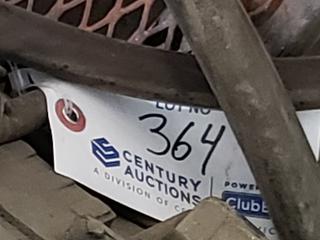 LOT NO
364
CENTURY
AUCTIONS
A DIVISION OF
POWER
Club